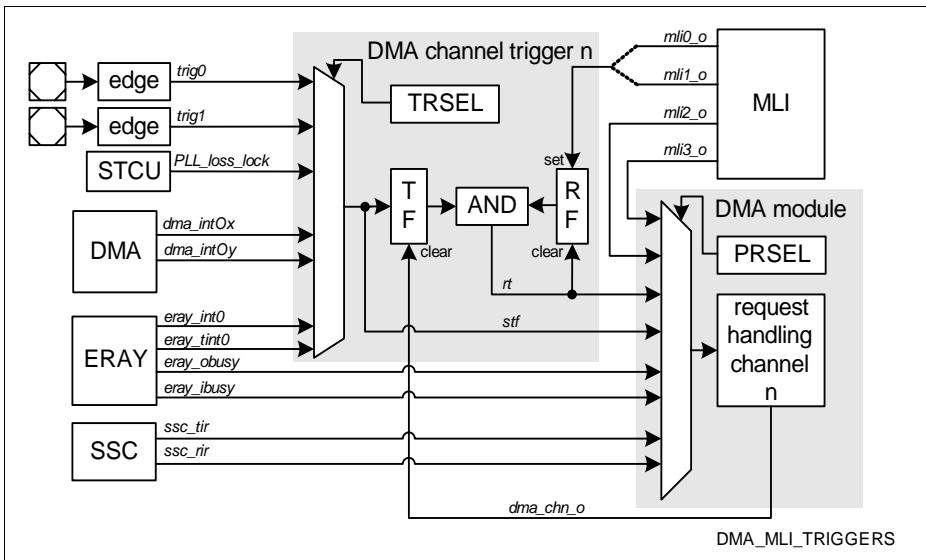 DMA channel trigger n
mli0_o
edge
trig0
TRSEL
mli1_o
MLI
edge
trig1
mli2_o
STCU
PLL_loss_lock
set
mli3_o
T
F
AND
R
F
DMA module
DMA
dma_intOx
dma_intOy
clear
clear
PRSEL
rt
ERAY
eray_int0
eray_tint0
eray_obusy
eray_ibusy
stf
request
handling
channel
n
SSC
ssc_tir
ssc_rir
dma_chn_o
DMA_MLI_TRIGGERS